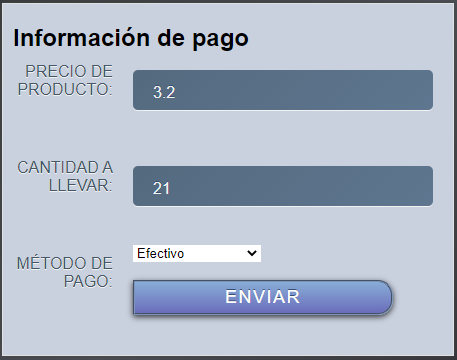 Información de pago
PRECIO DE
PRODUCTO:
3.2
CANTIDAD A
LLEVAR:
21
MÉTODO DE
PAGO:
Efectivo
ENVIAR